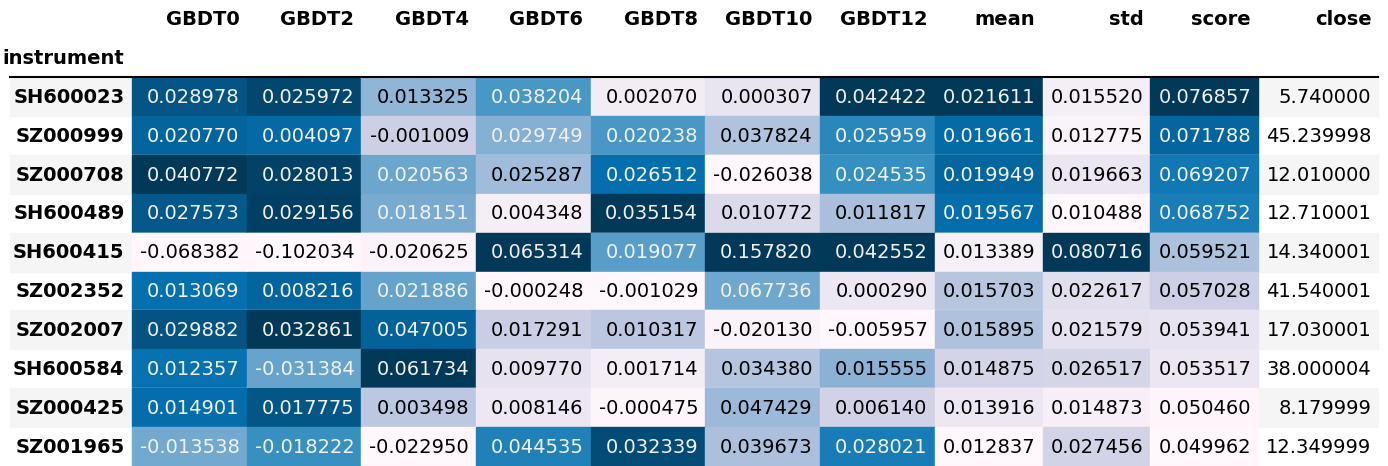 GBDT0 GBDT2 GBDT4 GBDT6 GBDT8 GBDT10 GBDT12 mean std score close
instrument
SH600023 0.028978 0.025972 0.013325 0.038204 0.002070 0.000307 0.042422 0.021611 0.015520 0.076857 5.740000
SZ000999 0.020770 0.004097 -0.001009 0.029749 0.020238 0.037824 0.025959 0.019661 0.012775 0.071788 45.239998
SZ000708 0.040772 0.028013 0.020563 0.025287 0.026512 -0.026038 0.024535 0.019949 0.019663 0.069207 12.010000
SH600489 0.027573 0.029156 0.018151 0.004348 0.035154 0.010772 0.011817 0.019567 0.010488 0.068752 12.710001
SH600415 -0.068382 -0.102034 -0.020625 0.065314 0.019077 0.157820 0.042552 0.013389 0.080716 0.059521 14.340001
SZ002352 0.013069 0.008216 0.021886 -0.000248 -0.001029 0.067736 0.000290 0.015703 0.022617 0.057028 41.540001
SZ002007 0.029882 0.032861 0.047005 0.017291 0.010317 -0.020130 -0.005957 0.015895 0.021579 0.053941 17.030001
SH600584 0.012357 -0.031384 0.061734 0.009770 0.001714 0.034380 0.015555 0.014875 0.026517 0.053517 38.000004
SZ000425 0.014901 0.017775 0.003498 0.008146 -0.000475 0.047429 0.006140 0.013916 0.014873 0.050460 8.179999
SZ001965 -0.013538 -0.018222 -0.022950 0.044535 0.032339 0.039673 0.028021 0.012837 0.027456 0.049962 12.349999